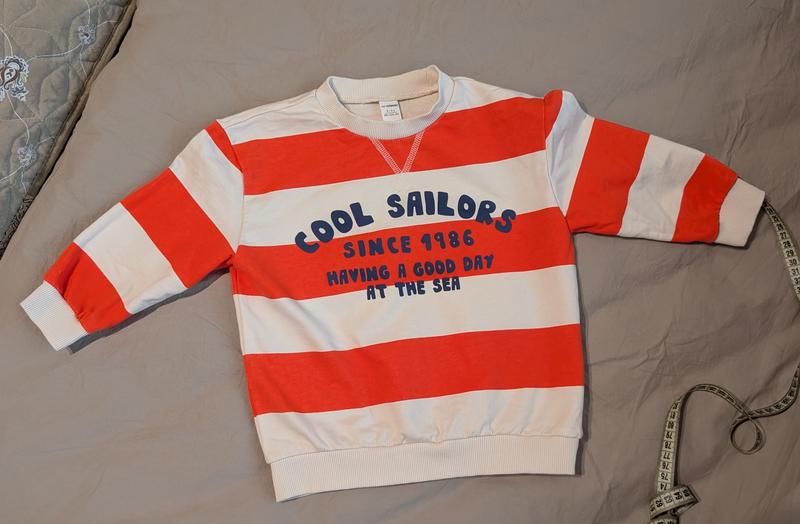 COOL SAILORS
SINCE 1986
HAVING A GOOD DAY
AT THE SEA